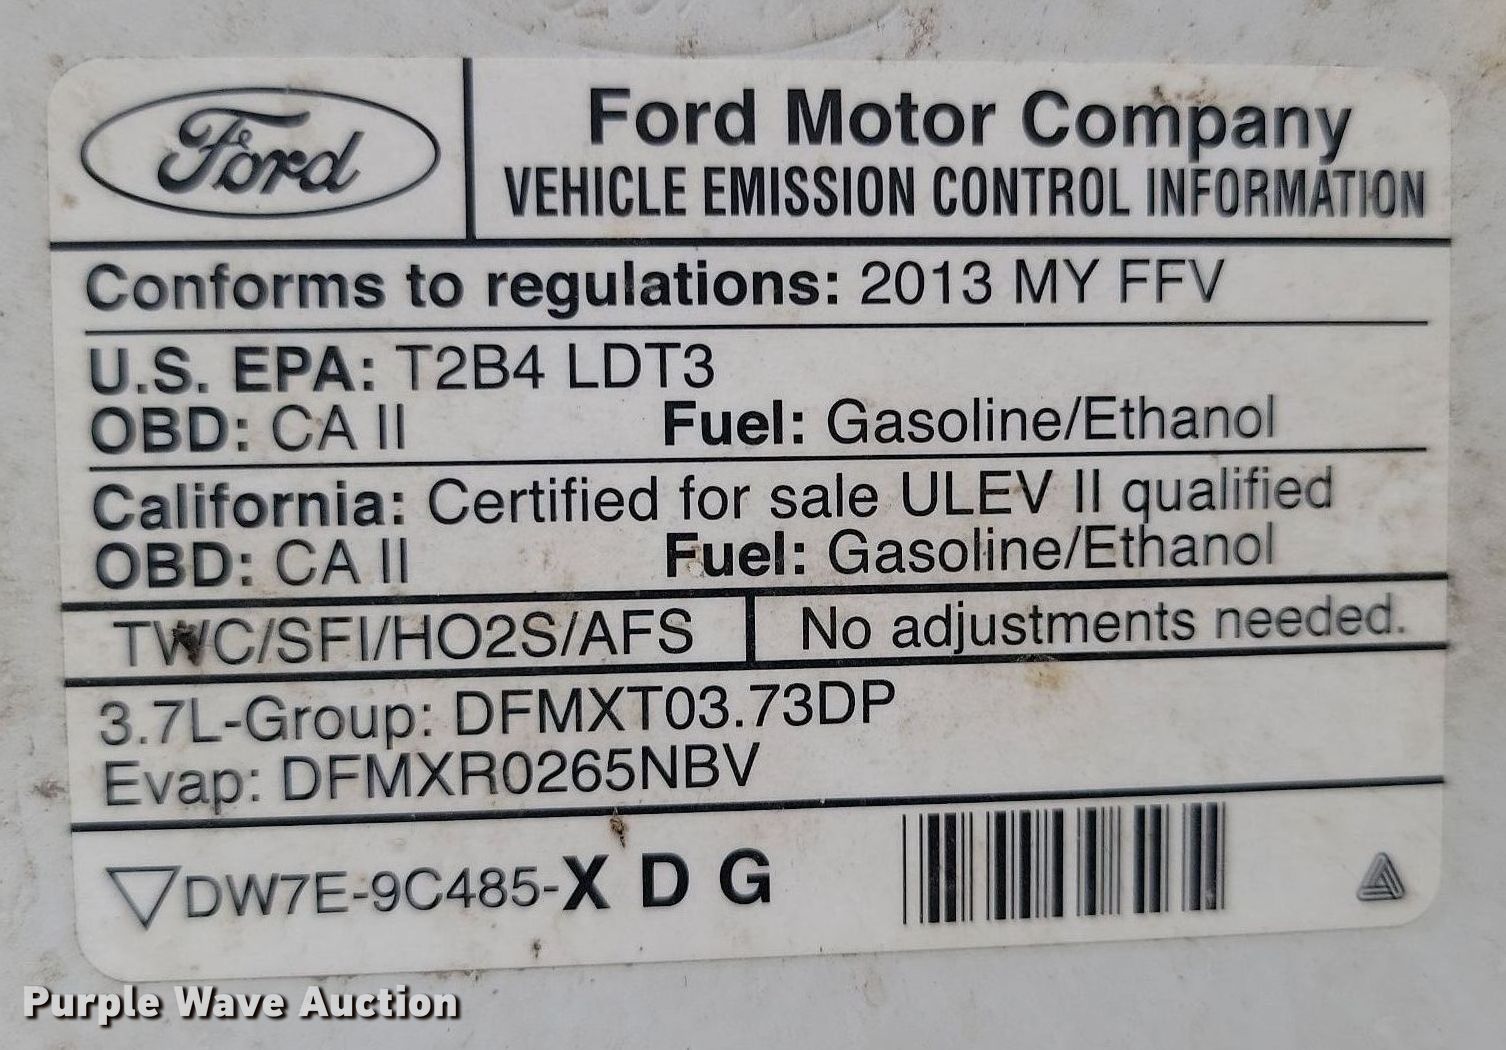 Ford
Ford Motor Company
VEHICLE EMISSION CONTROL INFORMATION
Conforms to regulations: 2013 MY FFV
U.S. EPA: T2B4 LDT3
OBD: CA II Fuel: Gasoline/Ethanol
California: Certified for sale ULEV II qualified
OBD: CA II Fuel: Gasoline/Ethanol
TWC/SFI/HO2S/AFS No adjustments needed.
3.7L-Group: DFMXT03.73DP
Evap: DFMXR0265NBV
DW7E-9C485-X D G
Purple Wave Auction